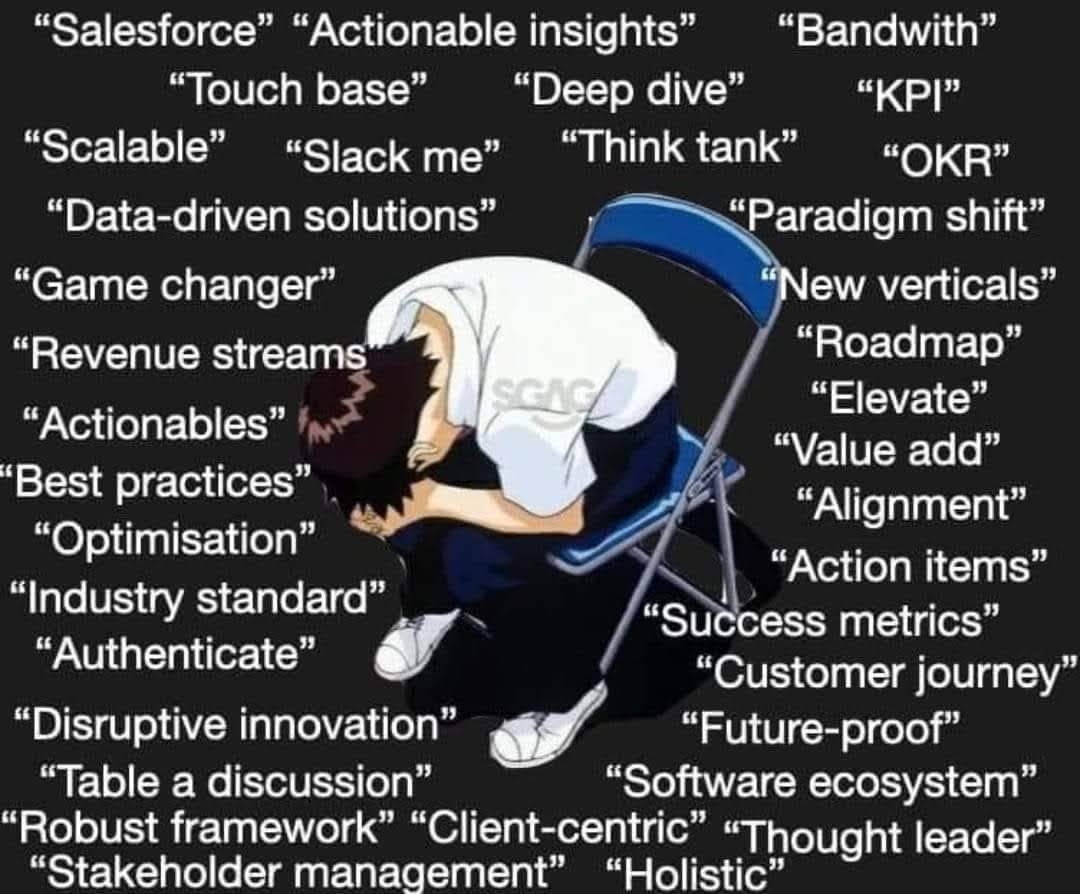 “Salesforce” “Actionable insights” “Bandwith”
“Touch base” “Deep dive” “KPI”
“Scalable” “Slack me” “Think tank” “OKR”
“Data-driven solutions” “Paradigm shift”
“Game changer” “New verticals”
“Revenue streams” “Roadmap”
“Elevate”
“Actionables” “Value add”
“Best practices” “Alignment”
“Optimisation” “Action items”
“Industry standard” “Success metrics”
“Authenticate” “Customer journey”
“Disruptive innovation” “Future-proof”
“Table a discussion” “Software ecosystem”
“Robust framework” “Client-centric” “Thought leader”
“Stakeholder management” “Holistic”
SGAG